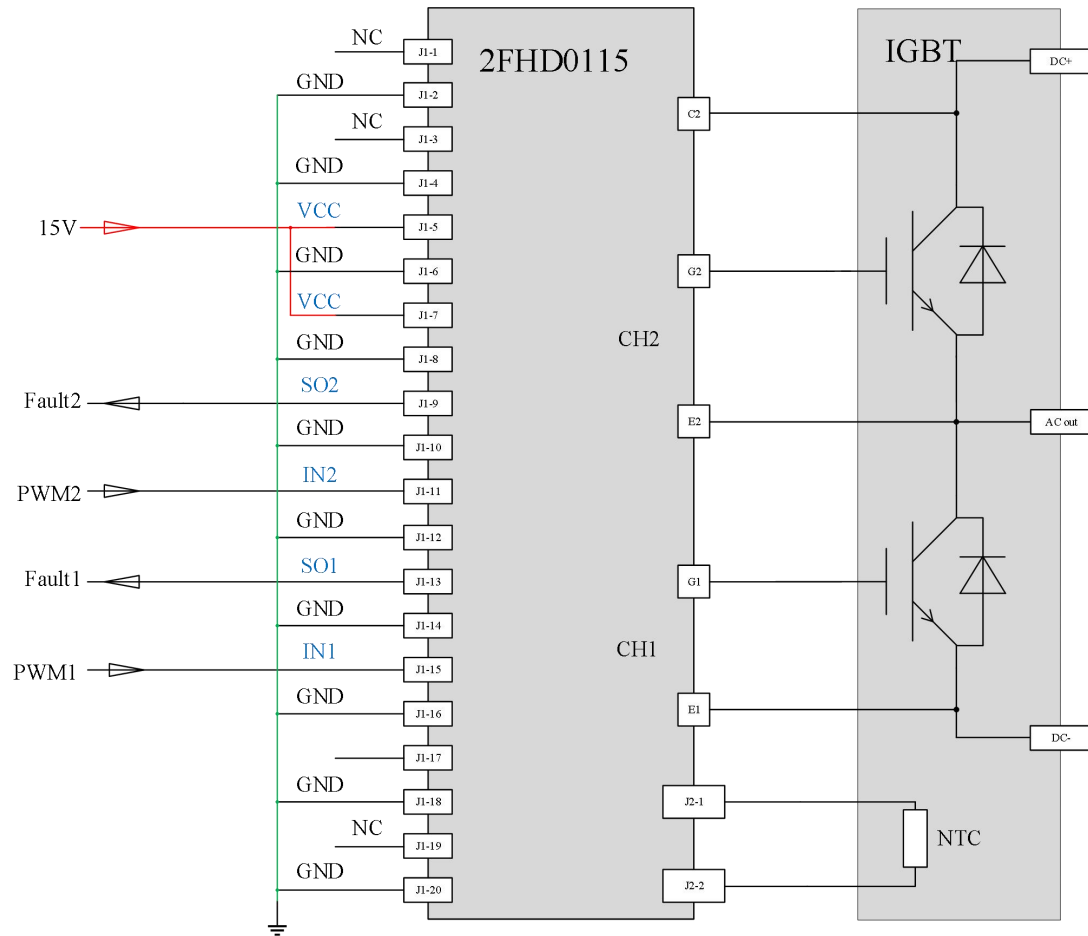 2FHD0115
IGBT
NC
J1-1
DC+
GND
J1-2
C2
NC
J1-3
GND
J1-4
15V
VCC
J1-5
GND
J1-6
G2
VCC
J1-7
CH2
GND
J1-8
Fault2
SO2
J1-9
E2
AC out
GND
J1-10
PWM2
IN2
J1-11
GND
J1-12
Fault1
SO1
J1-13
G1
GND
J1-14
CH1
PWM1
IN1
J1-15
GND
J1-16
E1
DC-
J1-17
GND
J1-18
J2-1
NC
J1-19
NTC
GND
J1-20
J2-2